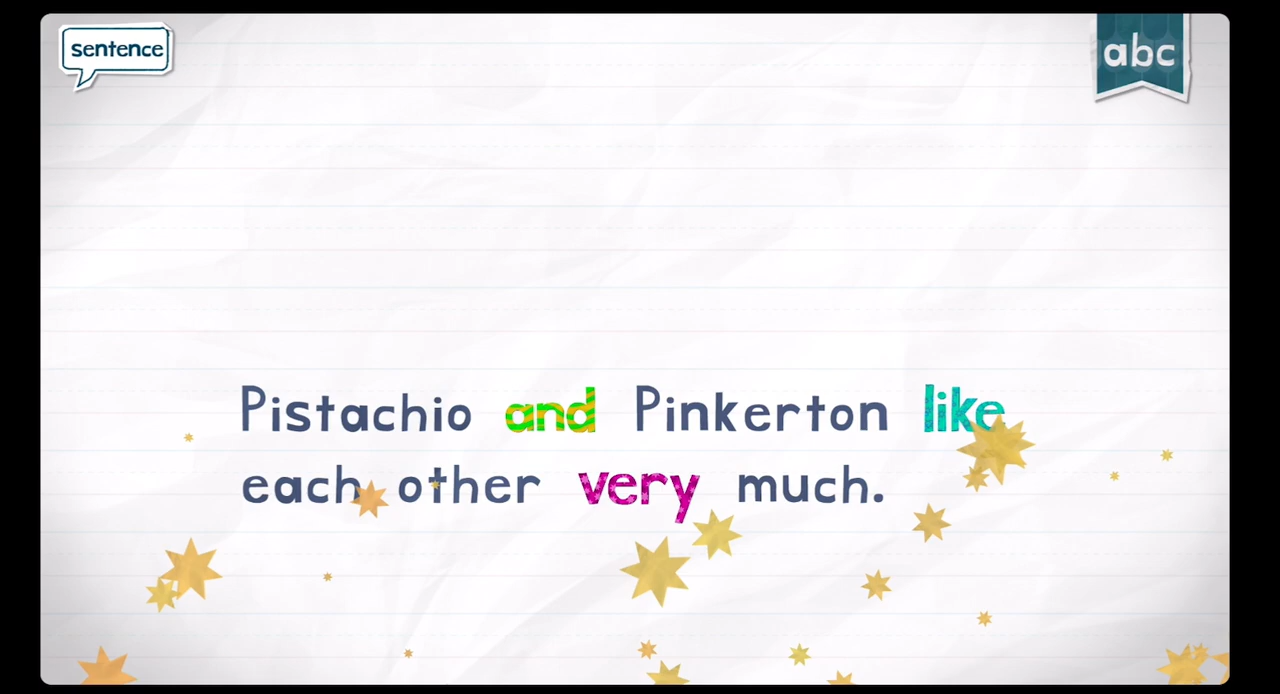 sentence
abc
Pistachio and Pinkerton like
each other very much.